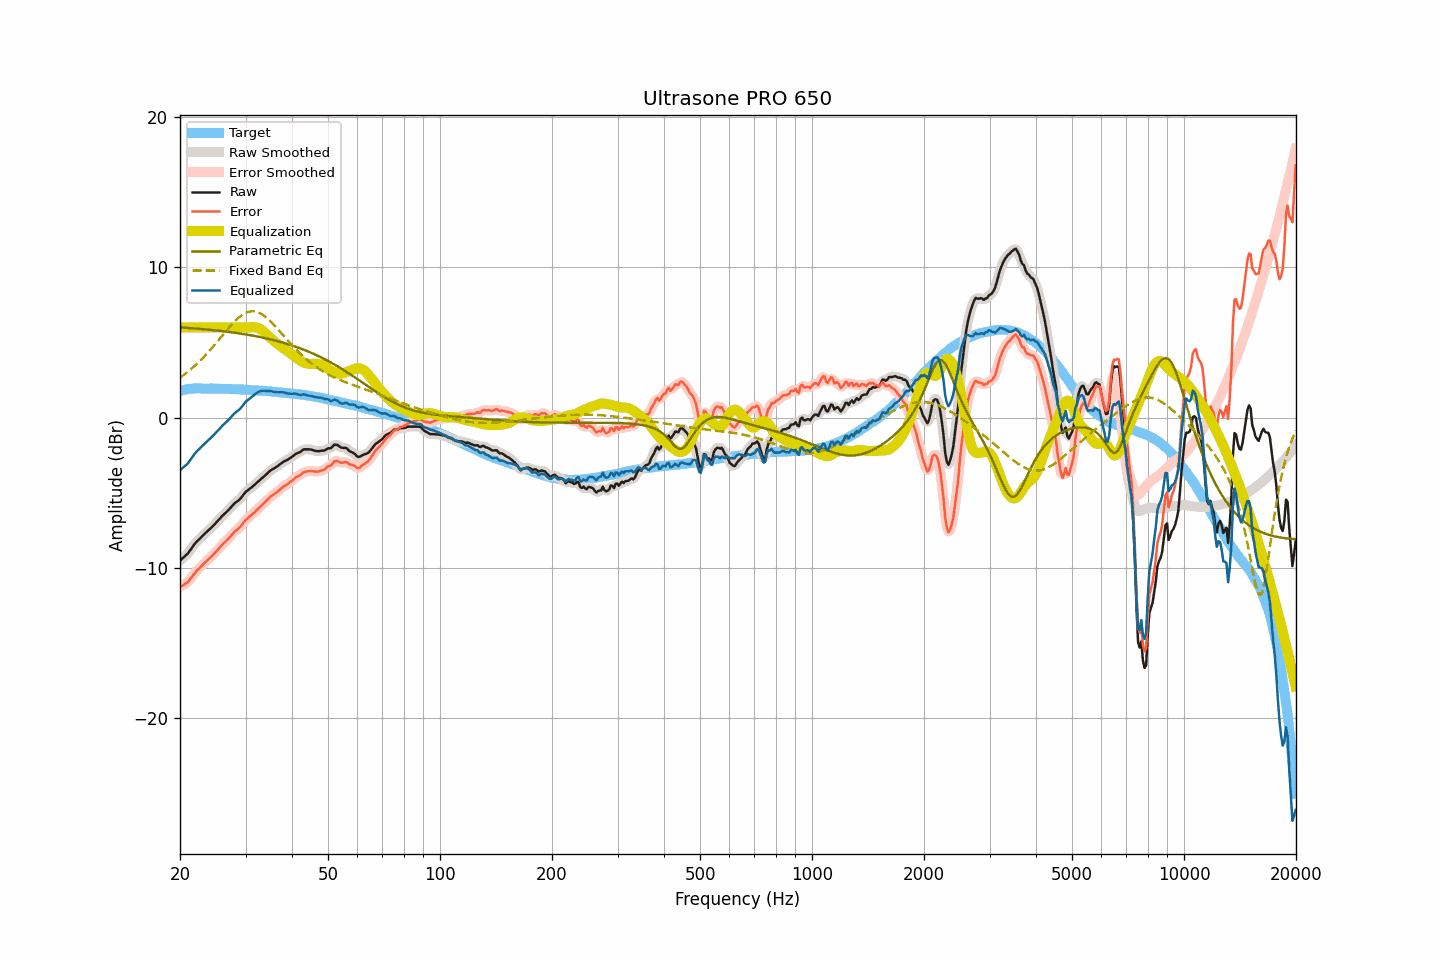 Ultrasone PRO 650
20
10
0
−10
−20
Amplitude (dBr)
Target
Raw Smoothed
Error Smoothed
Raw
Error
Equalization
Parametric Eq
Fixed Band Eq
Equalized
20 50 100 200 500 1000 2000 5000 10000 20000
Frequency (Hz)